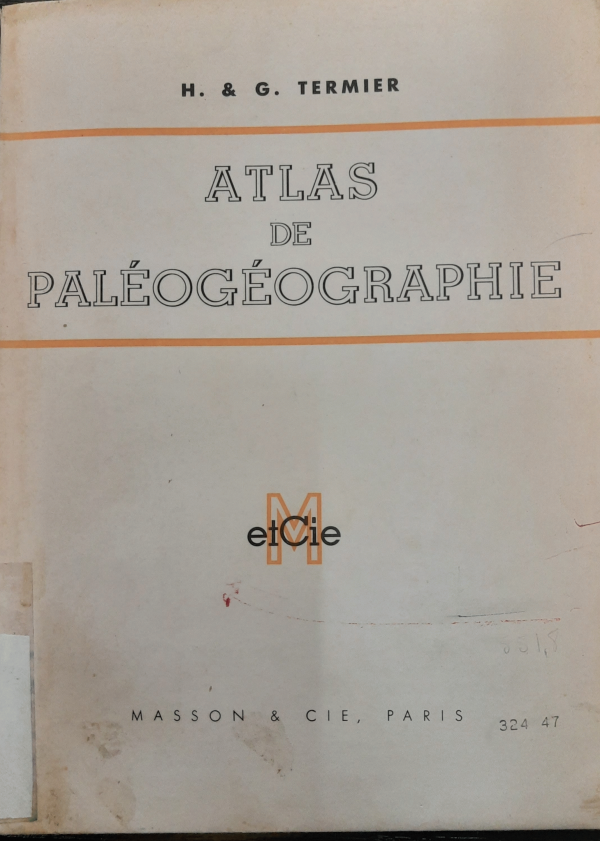 H. & G. TERMIER
ATLAS
DE
PALÉOGÉOGRAPHIE
M
etCie
MASSON & CIE, PARIS
324 47